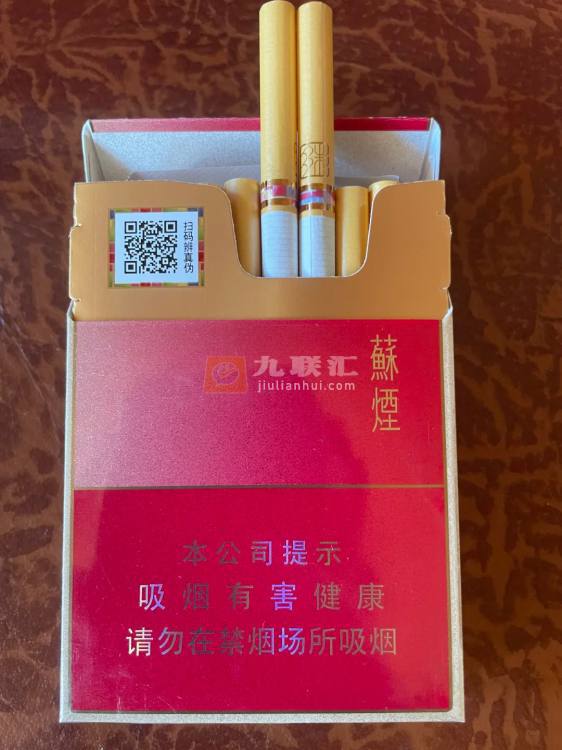 彩
扫码辨真伪
九联汇
jiulianhui.com
蘇煙
本公司提示
吸烟有害健康
请勿在禁烟场所吸烟